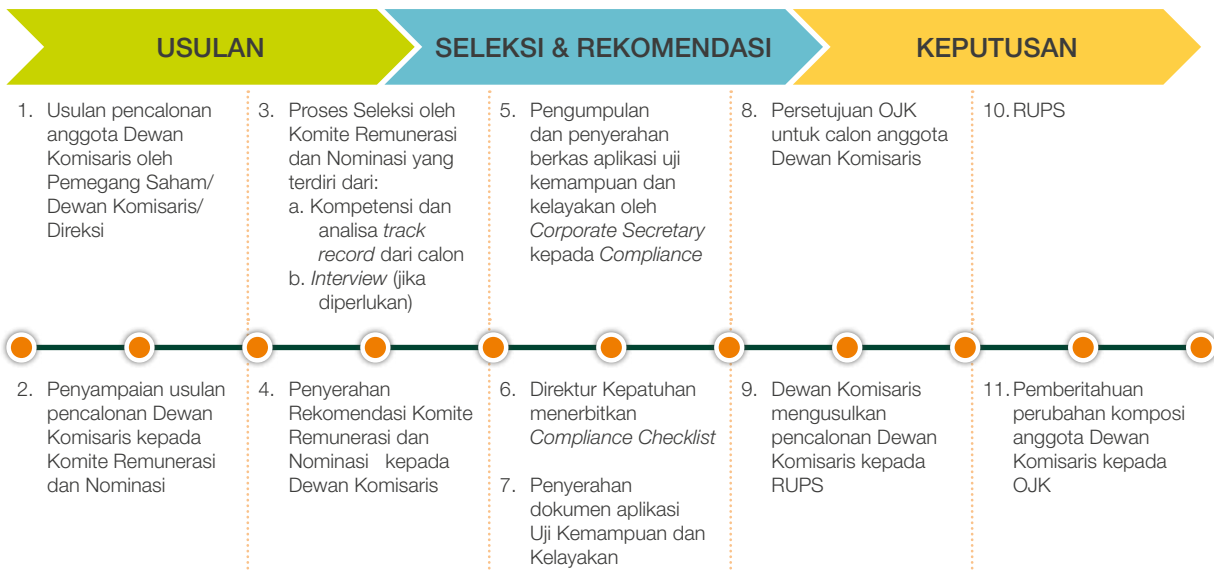 USULAN
SELEKSI & REKOMENDASI
KEPUTUSAN
1. Usulan pencalonan
anggota Dewan
Komisaris oleh
Pemegang Saham/
Dewan Komisaris/
Direksi
2. Penyampaian usulan
pencalonan Dewan
Komisaris kepada
Komite Remunerasi
dan Nominasi
3. Proses Seleksi oleh
Komite Remunerasi
dan Nominasi yang
terdiri dari:
a. Kompetensi dan
analisa track
record dari calon
b. Interview (jika
diperlukan)
4. Penyerahan
Rekomendasi Komite
Remunerasi dan
Nominasi kepada
Dewan Komisaris
5. Pengumpulan
dan penyerahan
berkas aplikasi uji
kemampuan dan
kelayakan oleh
Corporate Secretary
kepada Compliance
6. Direktur Kepatuhan
menerbitkan
Compliance Checklist
7. Penyerahan
dokumen aplikasi
Uji Kemampuan dan
Kelayakan
8. Persetujuan OJK
untuk calon anggota
Dewan Komisaris
9. Dewan Komisaris
mengusulkan
pencalonan Dewan
Komisaris kepada
RUPS
10. RUPS
11. Pemberitahuan
perubahan komposi
anggota Dewan
Komisaris kepada
OJK